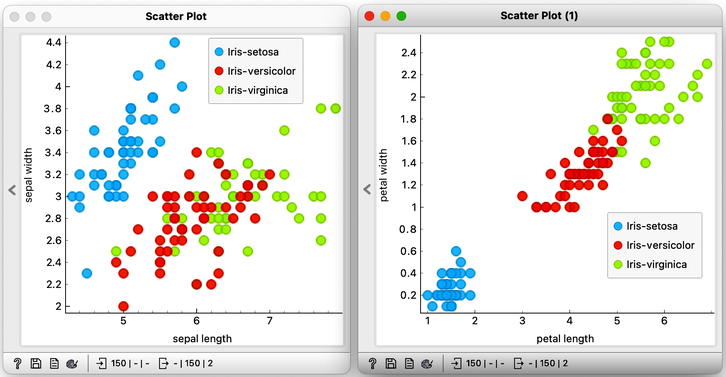 Scatter Plot
4.4
4.2
4
3.8
3.6
3.4
3.2
3
2.8
2.6
2.4
2.2
2
sepal width
5
6
7
sepal length
Iris-setosa
Iris-versicolor
Iris-virginica
? 150 | - | - - | 150 | 2
Scatter Plot (1)
2.4
2.2
2
1.8
1.6
1.4
1.2
1
0.8
0.6
0.4
0.2
petal width
1
2
3
4
5
6
petal length
Iris-setosa
Iris-versicolor
Iris-virginica
? 150 | - | - - | 150 | 2